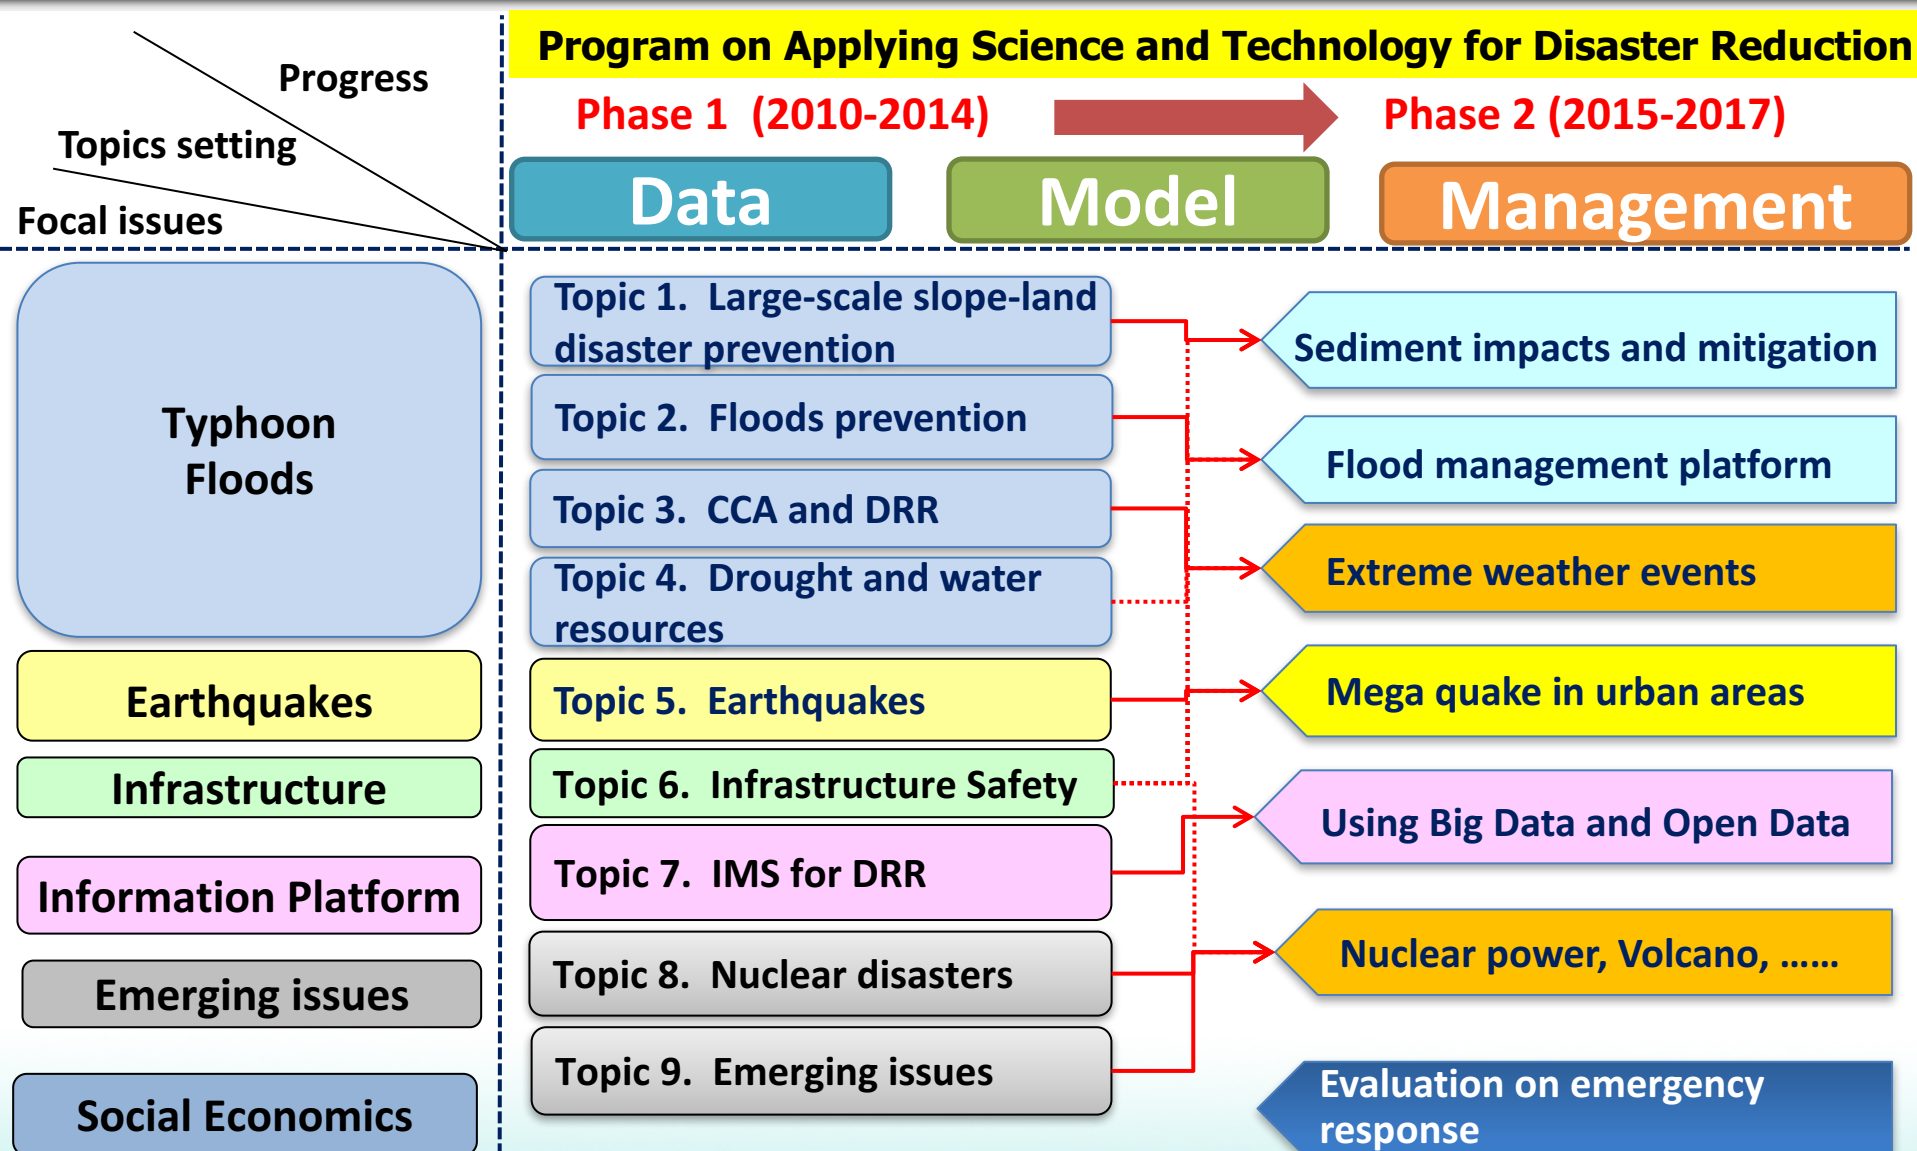 Program on Applying Science and Technology for Disaster Reduction
Progress
Topics setting
Focal issues
Phase 1 (2010-2014)
Phase 2 (2015-2017)
Data
Model
Management
Typhoon
Floods
Earthquakes
Infrastructure
Information Platform
Emerging issues
Social Economics
Topic 1. Large-scale slope-land
disaster prevention
Topic 2. Floods prevention
Topic 3. CCA and DRR
Topic 4. Drought and water
resources
Topic 5. Earthquakes
Topic 6. Infrastructure Safety
Topic 7. IMS for DRR
Topic 8. Nuclear disasters
Topic 9. Emerging issues
Sediment impacts and mitigation
Flood management platform
Extreme weather events
Mega quake in urban areas
Using Big Data and Open Data
Nuclear power, Volcano, ......
Evaluation on emergency
response